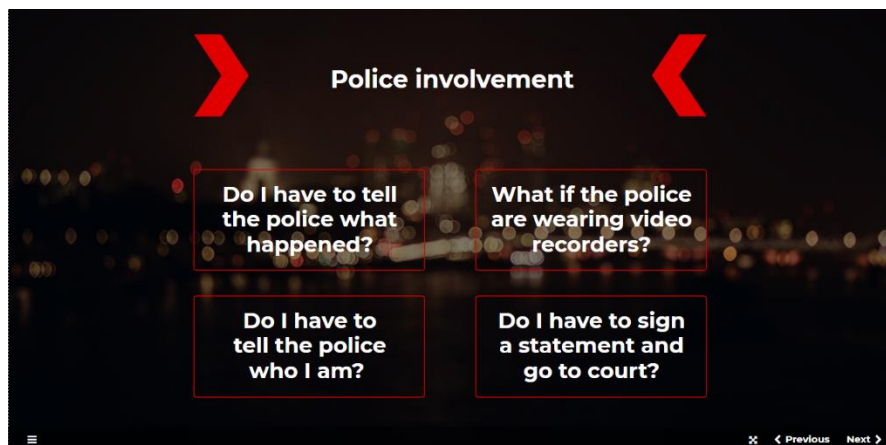 Police involvement
Do I have to tell
the police what
happened?
What if the police
are wearing video
recorders?
Do I have to
tell the police
who I am?
Do I have to sign
a statement and
go to court?
Previous
Next